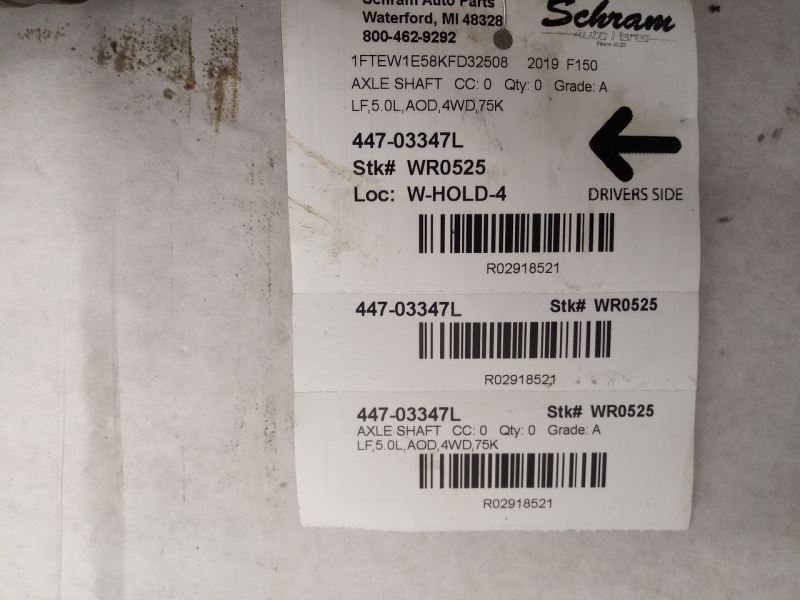 Schram Auto Parts
Waterford, MI 48328
800-462-9292
Schram
1FTEW1E58KFD32508 2019 F150
AXLE SHAFT CC: 0 Qty: 0 Grade: A
LF,5.0L,AOD,4WD,75K
447-03347L
Stk# WR0525
Loc: W-HOLD-4
DRIVERS SIDE
R02918521
447-03347L Stk# WR0525
R02918521
447-03347L Stk# WR0525
AXLE SHAFT CC: 0 Qty: 0 Grade: A
LF,5.0L,AOD,4WD,75K
R02918521